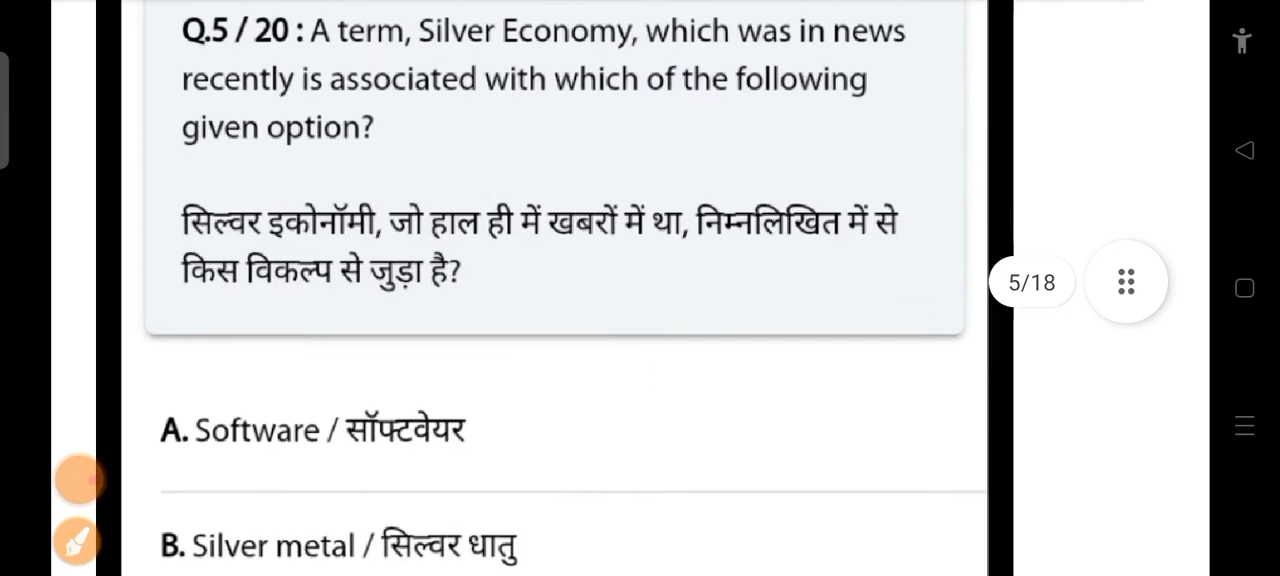 Q.5 / 20 : A term, Silver Economy, which was in news
recently is associated with which of the following
given option?
सिल्वर इकोनॉमी, जो हाल ही में खबरों में था, निम्नलिखित में से
किस विकल्प से जुड़ा है?
5/18
A. Software / सॉफ्टवेयर
B. Silver metal / सिल्वर धातु